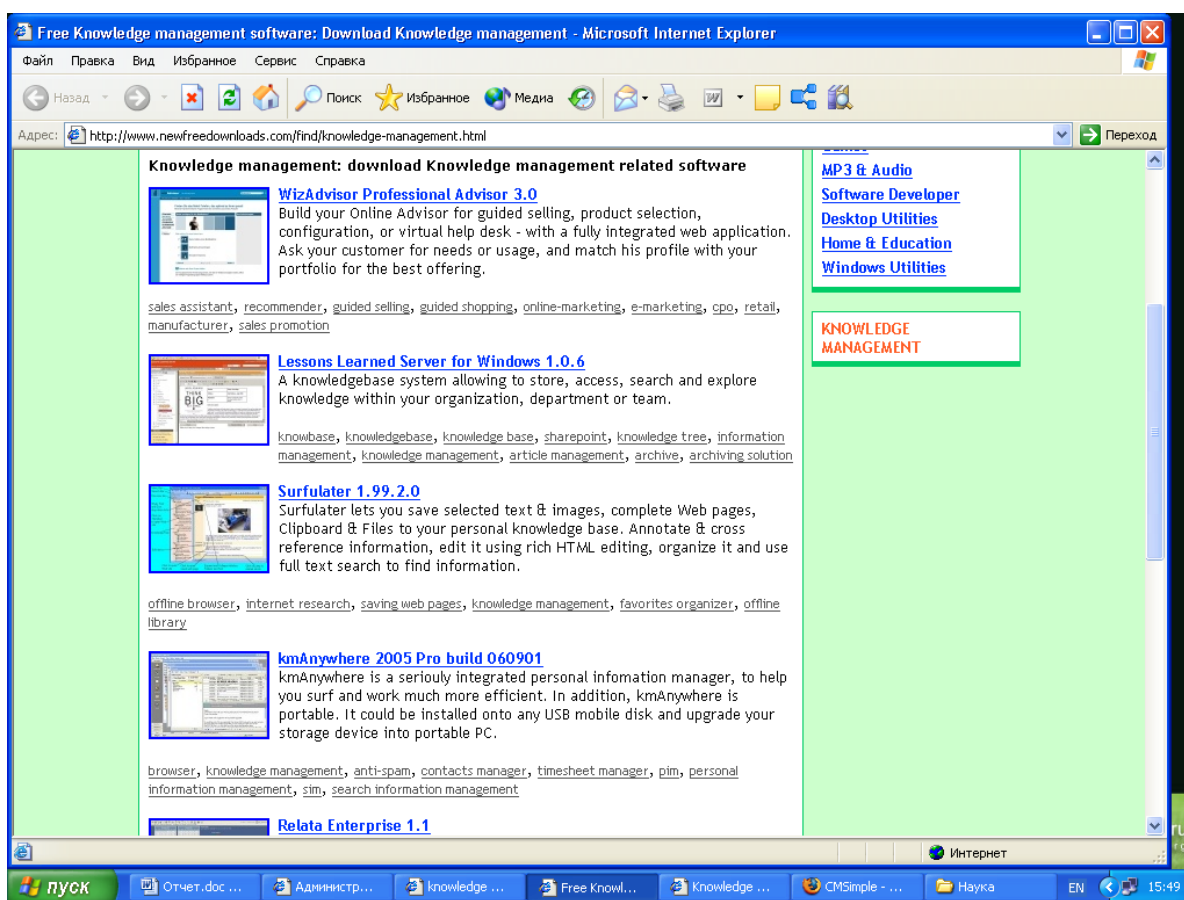 Free Knowledge management software: Download Knowledge management - Microsoft Internet Explorer
Файл Правка Вид Избранное Сервис Справка
Назад Поиск Избранное Медиа
Адрес: http://www.newfreedownloads.com/find/knowledge-management.html Переход
Knowledge management: download Knowledge management related software
WizAdvisor Professional Advisor 3.0
Build your Online Advisor for guided selling, product selection,
configuration, or virtual help desk - with a fully integrated web application.
Ask your customer for needs or usage, and match his profile with your
portfolio for the best offering.
sales assistant, recommender, guided selling, guided shopping, online-marketing, e-marketing, cpo, retail,
manufacturer, sales promotion
Lessons Learned Server for Windows 1.0.6
A knowledgebase system allowing to store, access, search and explore
knowledge within your organization, department or team.
knowbase, knowledgebase, knowledge base, sharepoint, knowledge tree, information
management, knowledge management, article management, archive, archiving solution
Surfulater 1.99.2.0
Surfulater lets you save selected text & images, complete Web pages,
Clipboard & Files to your personal knowledge base. Annotate & cross
reference information, edit it using rich HTML editing, organize it and use
full text search to find information.
offline browser, internet research, saving web pages, knowledge management, favorites organizer, offline
library
kmAnywhere 2005 Pro build 060901
kmAnywhere is a seriouly integrated personal infomation manager, to help
you surf and work much more efficient. In addition, kmAnywhere is
portable. It could be installed onto any USB mobile disk and upgrade your
storage device into portable PC.
browser, knowledge management, anti-spam, contacts manager, timesheet manager, pim, personal
information management, sim, search information management
Relata Enterprise 1.1
MP3 & Audio
Software Developer
Desktop Utilities
Home & Education
Windows Utilities
KNOWLEDGE
MANAGEMENT
THINK
BIG
Интернет
пуск Отчет.doc ... Администр... knowledge ... Free Knowl... Knowledge ... CMSimple - ... Наука EN 15:49